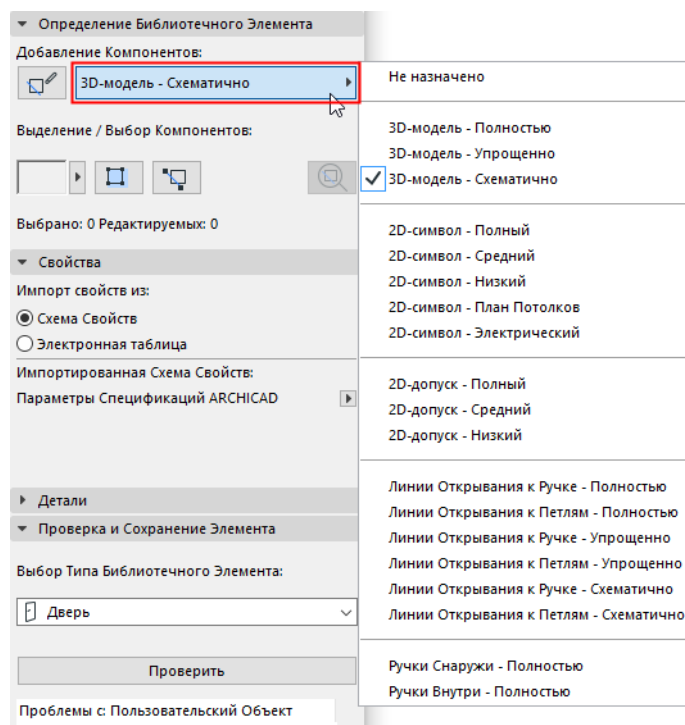 Определение Библиотечного Элемента
Добавление Компонентов:
3D-модель - Схематично
Выделение / Выбор Компонентов:
Выбрано: 0 Редактируемых: 0
Свойства
Импорт свойств из:
Схема Свойств
Электронная таблица
Импортированная Схема Свойств:
Параметры Спецификаций ARCHICAD
Детали
Проверка и Сохранение Элемента
Выбор Типа Библиотечного Элемента:
Дверь
Проверить
Проблемы с: Пользовательский Объект
Не назначено
3D-модель - Полностью
3D-модель - Упрощенно
3D-модель - Схематично
2D-символ - Полный
2D-символ - Средний
2D-символ - Низкий
2D-символ - План Потолков
2D-символ - Электрический
2D-допуск - Полный
2D-допуск - Средний
2D-допуск - Низкий
Линии Открывания к Ручке - Полностью
Линии Открывания к Петлям - Полностью
Линии Открывания к Ручке - Упрощенно
Линии Открывания к Петлям - Упрощенно
Линии Открывания к Ручке - Схематично
Линии Открывания к Петлям - Схематично
Ручки Снаружи - Полностью
Ручки Внутри - Полностью